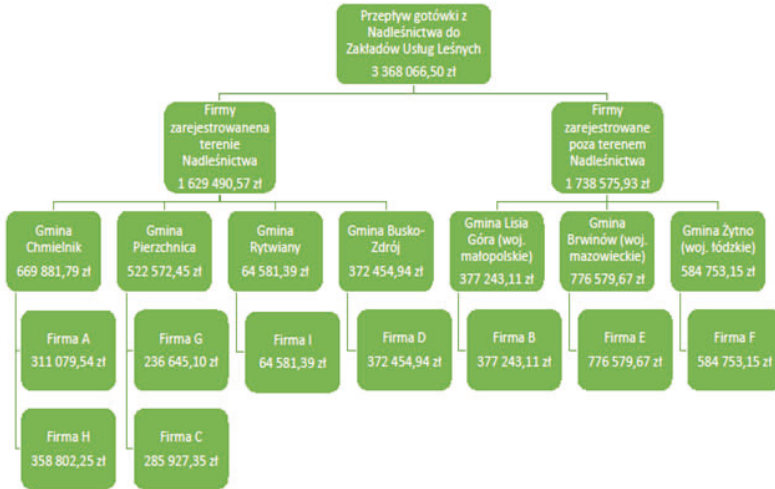 Przepływ gotówki z
Nadleśnictwa do
Zakładów Usług Leśnych
3 368 066,50 zł
Firmy
zarejestrowanena
terenie
Nadleśnictwa
1 629 490,57 zł
Firmy
zarejestrowane
poza terenem
Nadleśnictwa
1 738 575,93 zł
Gmina
Chmielnik
669 881,79 zł
Gmina
Pierzchnica
522 572,45 zł
Gmina
Rytwiany
64 581,39 zł
Gmina Busko-
Zdrój
372 454,94 zł
Gmina Lisia
Góra (woj.
małopolskie)
377 243,11 zł
Gmina
Brwinów (woj.
mazowieckie)
776 579,67 zł
Gmina Żytno
(woj. łódzkie)
584 753,15 zł
Firma A
311 079,54 zł
Firma G
236 645,10 zł
Firma I
64 581,39 zł
Firma D
372 454,94 zł
Firma B
377 243,11 zł
Firma E
776 579,67 zł
Firma F
584 753,15 zł
Firma H
358 802,25 zł
Firma C
285 927,35 zł